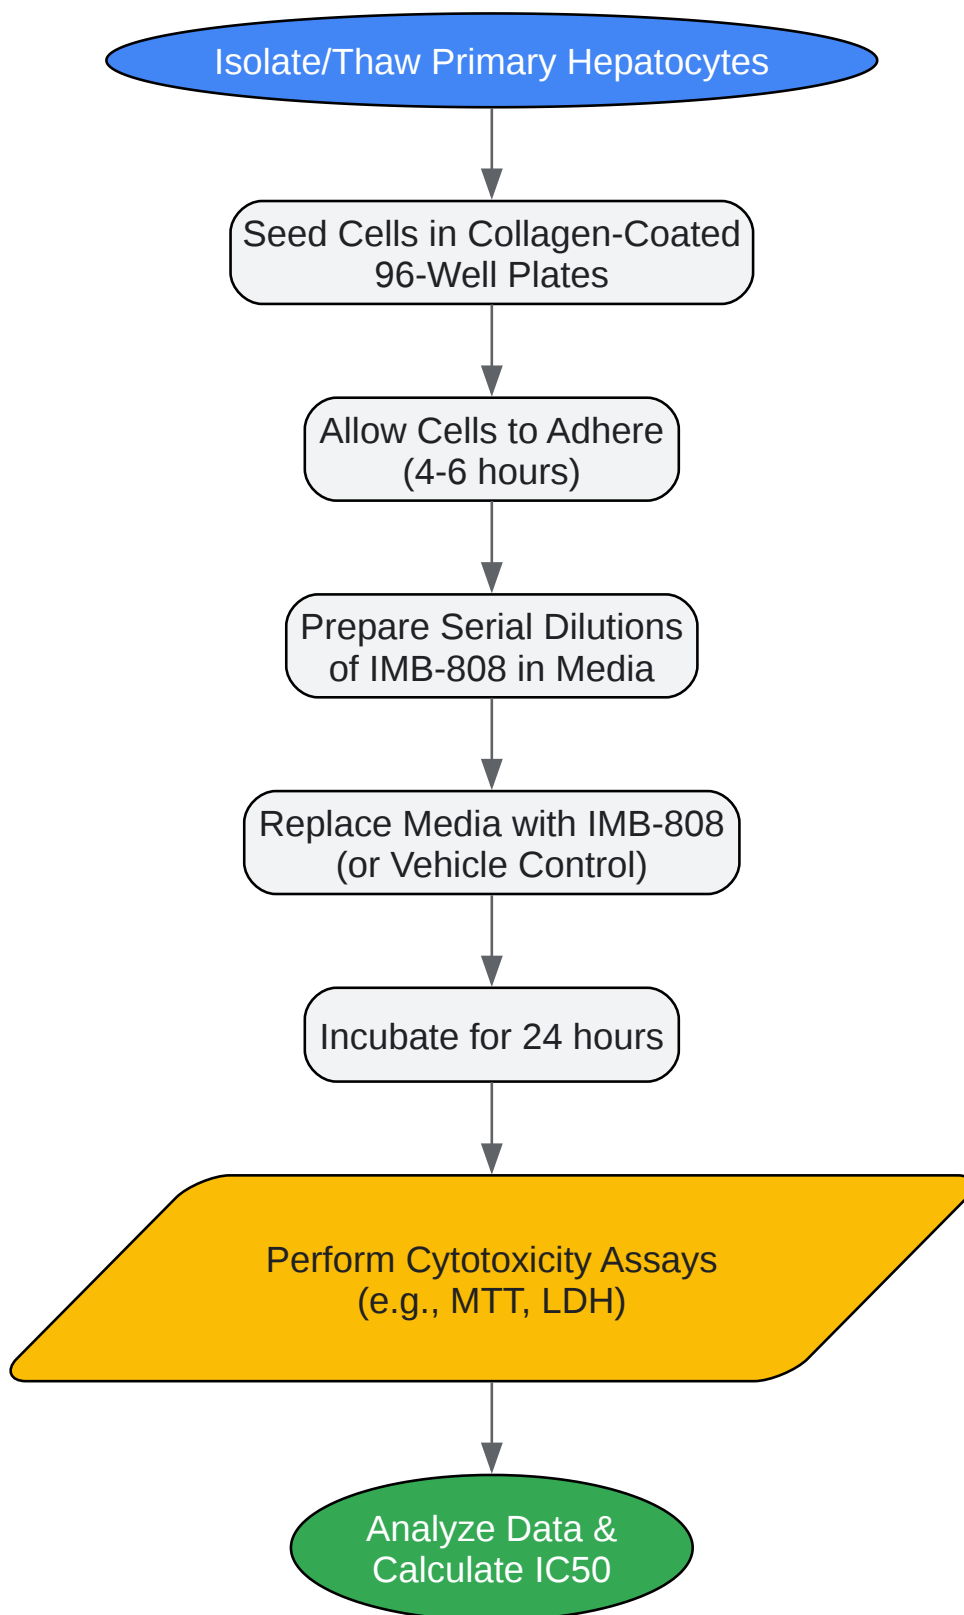 Isolate/Thaw Primary Hepatocytes
Seed Cells in Collagen-Coated
96-Well Plates
Allow Cells to Adhere
(4-6 hours)
Prepare Serial Dilutions
of IMB-808 in Media
Replace Media with IMB-808
(or Vehicle Control)
Incubate for 24 hours
Perform Cytotoxicity Assays
(e.g., MTT, LDH)
Analyze Data &
Calculate IC50